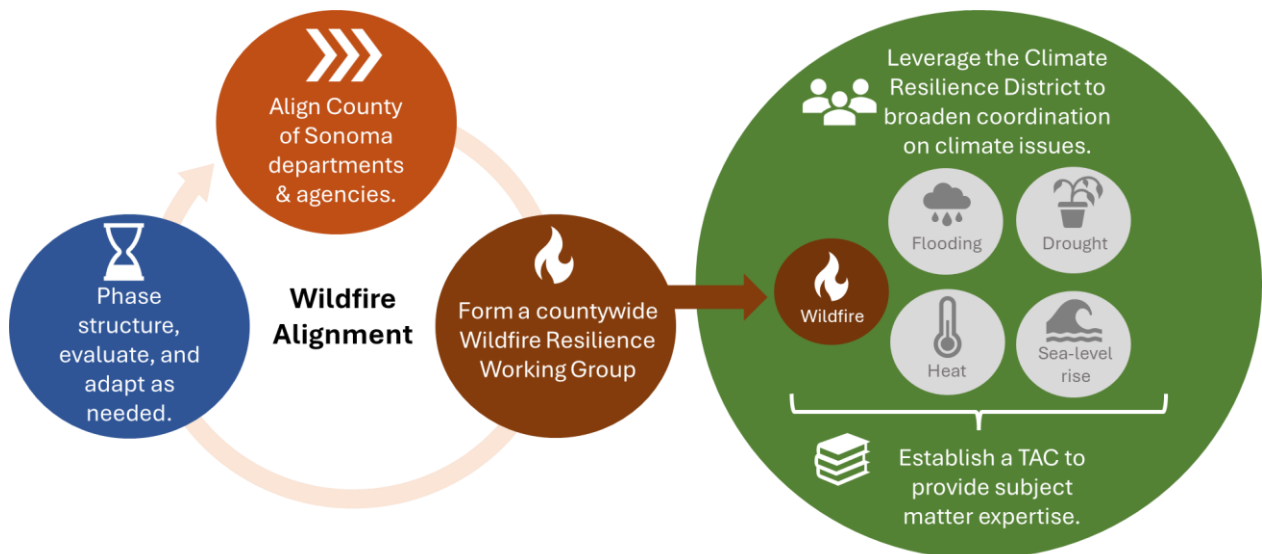 Align County
of Sonoma
departments
& agencies.
Phase
structure,
evaluate, and
adapt as
needed.
Wildfire
Alignment
Form a countywide
Wildfire Resilience
Working Group
Leverage the Climate
Resilience District to
broaden coordination
on climate issues.
Wildfire
Flooding
Drought
Heat
Sea-level
rise
Establish a TAC to
provide subject
matter expertise.